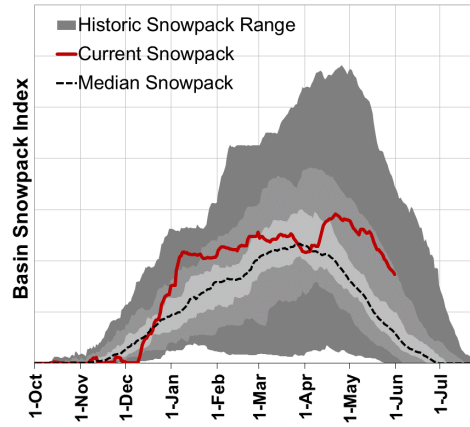 Historic Snowpack Range
Current Snowpack
Median Snowpack
Basin Snowpack Index
1-Oct
1-Nov
1-Dec
1-Jan
1-Feb
1-Mar
1-Apr
1-May
1-Jun
1-Jul